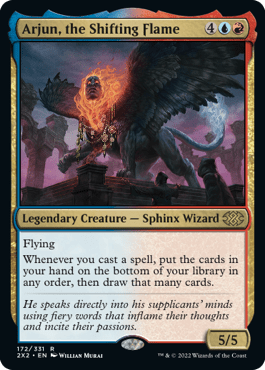 Arjun, the Shifting Flame 4
Legendary Creature — Sphinx Wizard
Flying
Whenever you cast a spell, put the cards in
your hand on the bottom of your library in
any order, then draw that many cards.
He speaks directly into his supplicants' minds
using fiery words that inflame their thoughts
and incite their passions.
5/5
172/331 R
2X2 • EN WILLIAN MURAI
™ & © 2022 Wizards of the Coast